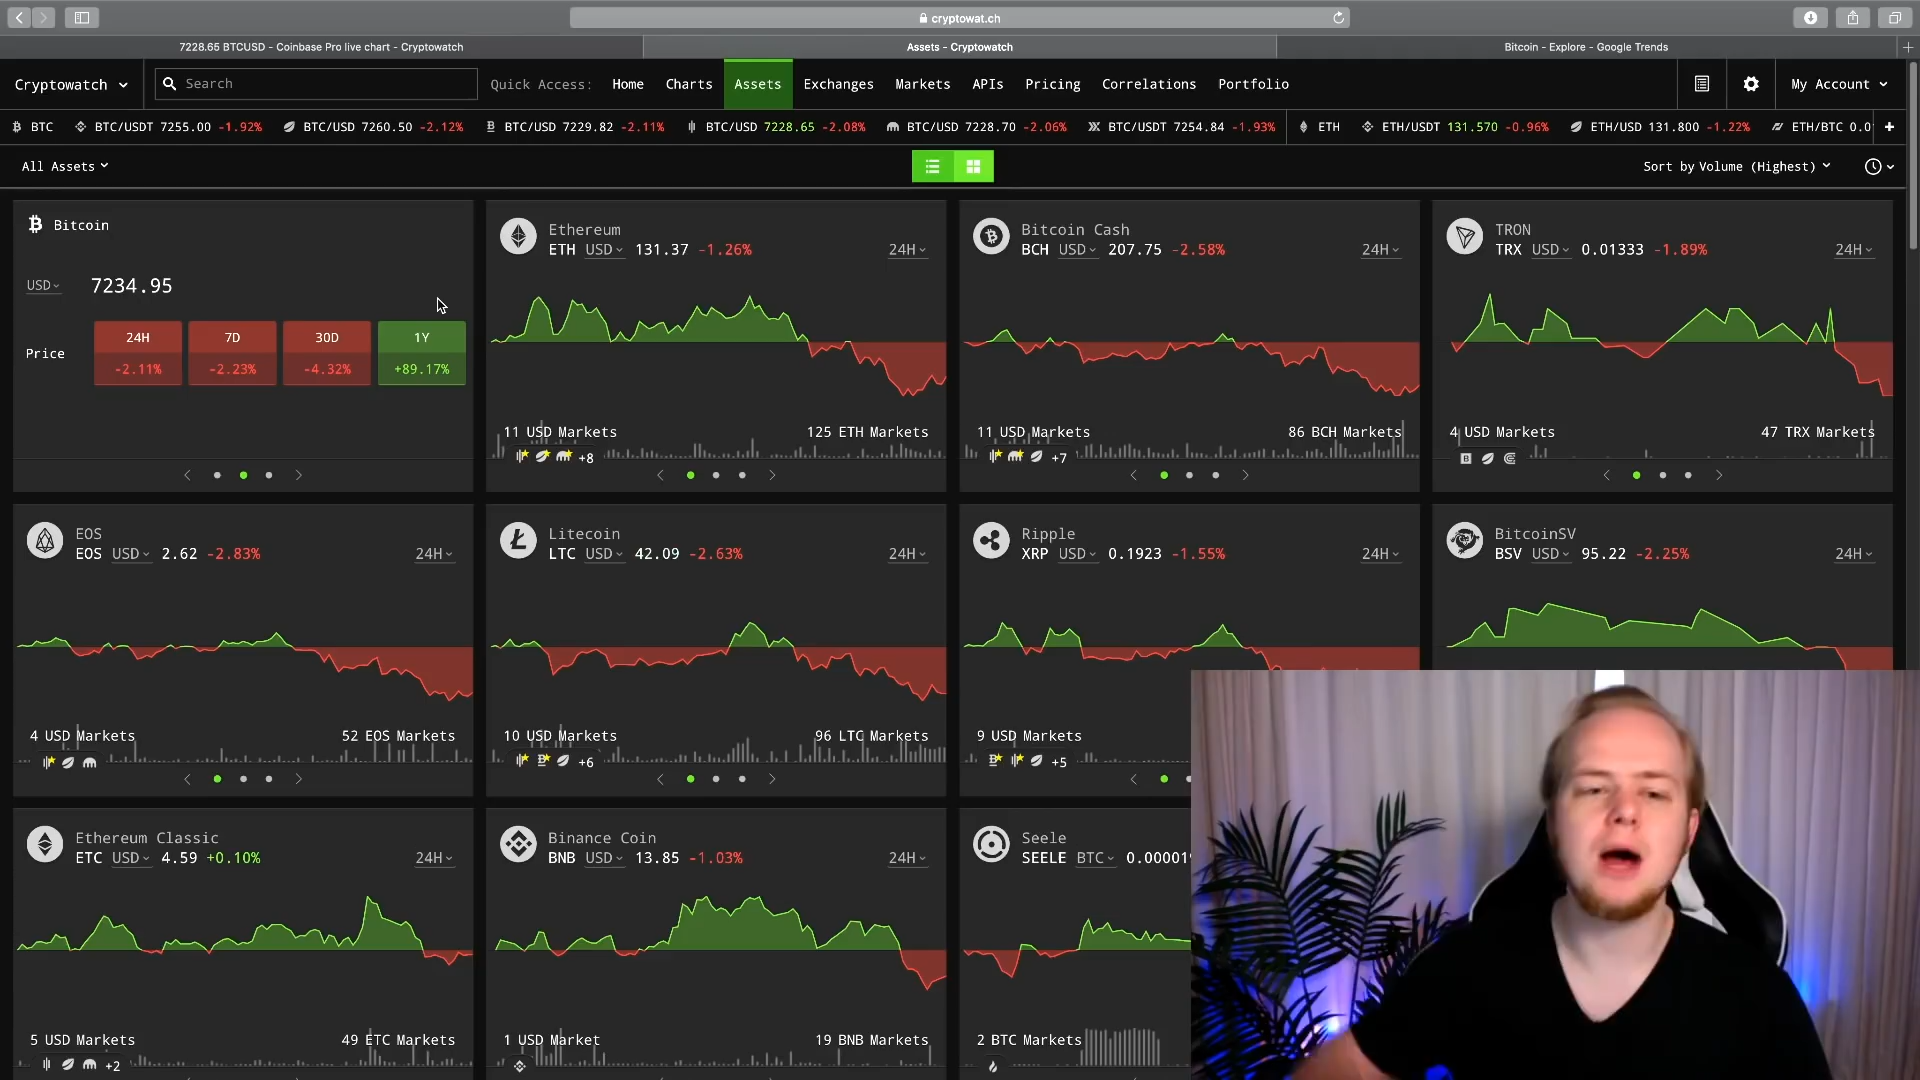 cryptowat.ch
7228.65 BTCUSD - Coinbase Pro live chart - Cryptowatch
Assets - Cryptowatch
Bitcoin - Explore - Google Trends
Cryptowatch
Search
Quick Access: Home Charts Assets Exchanges Markets APIs Pricing Correlations Portfolio
My Account
BTC BTC/USDT 7255.00 -1.92% BTC/USD 7260.50 -2.12% BTC/USD 7229.82 -2.11% BTC/USD 7228.65 -2.08% BTC/USD 7228.70 -2.06% BTC/USDT 7254.84 -1.93% ETH ETH/USDT 131.570 -0.96% ETH/USD 131.800 -1.22% ETH/BTC 0.0
All Assets
Sort by Volume (Highest)
Bitcoin
USD 7234.95
24H 7D 30D 1Y
Price
-2.11% -2.23% -4.32% +89.17%
Ethereum
ETH USD 131.37 -1.26% 24H
11 USD Markets 125 ETH Markets
+8
Bitcoin Cash
BCH USD 207.75 -2.58% 24H
11 USD Markets 86 BCH Markets
+7
TRON
TRX USD 0.01333 -1.89% 24H
4 USD Markets 47 TRX Markets
EOS
EOS USD 2.62 -2.83% 24H
4 USD Markets 52 EOS Markets
Litecoin
LTC USD 42.09 -2.63% 24H
10 USD Markets 96 LTC Markets
+6
Ripple
XRP USD 0.1923 -1.55% 24H
9 USD Markets
+5
BitcoinSV
BSV USD 95.22 -2.25% 24H
Ethereum Classic
ETC USD 4.59 +0.10% 24H
5 USD Markets 49 ETC Markets
+2
Binance Coin
BNB USD 13.85 -1.03% 24H
1 USD Market 19 BNB Markets
Seele
SEELE BTC 0.000019
2 BTC Markets